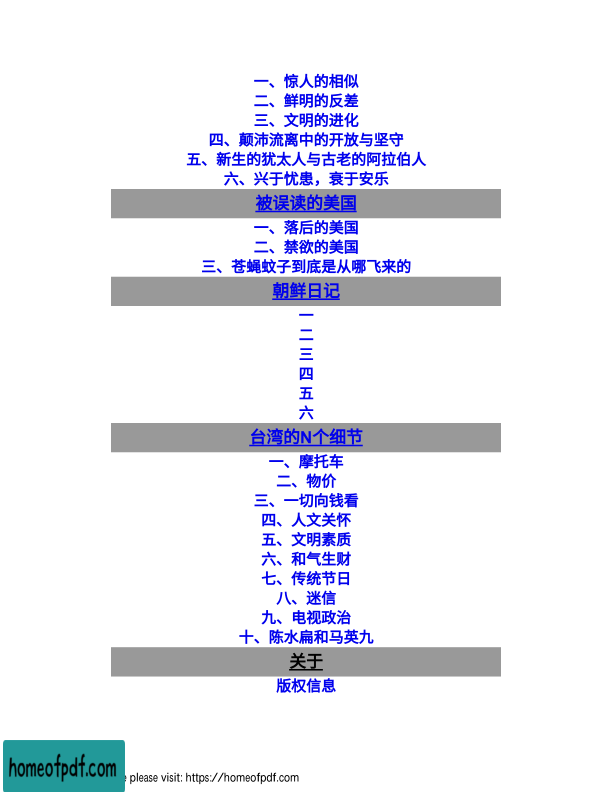 一、惊人的相似
二、鲜明的反差
三、文明的进化
四、颠沛流离中的开放与坚守
五、新生的犹太人与古老的阿拉伯人
六、兴于忧患，衰于安乐
被误读的美国
一、落后的美国
二、禁欲的美国
三、苍蝇蚊子到底是从哪飞来的
朝鲜日记
一
二
三
四
五
六
台湾的N个细节
一、摩托车
二、物价
三、一切向钱看
四、人文关怀
五、文明素质
六、和气生财
七、传统节日
八、迷信
九、电视政治
十、陈水扁和马英九
关于
版权信息
homeofpdf.com
please visit: https://homeofpdf.com